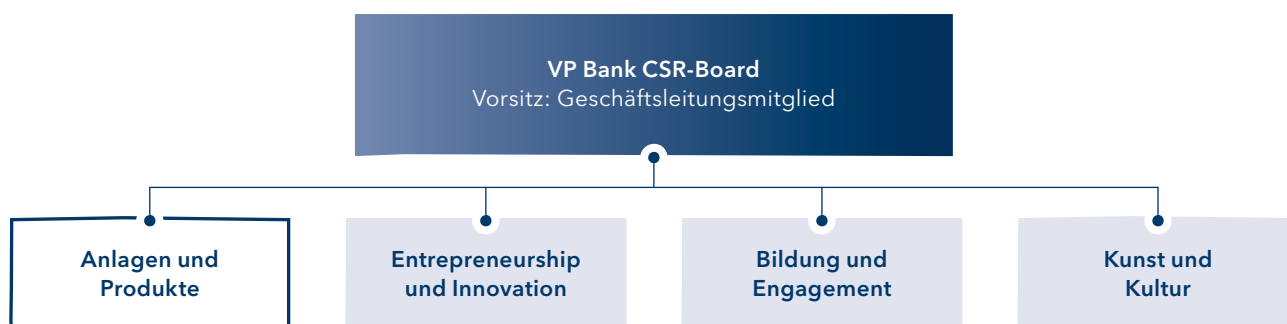 VP Bank CSR-Board
Vorsitz: Geschäftsleitungsmitglied
Anlagen und
Produkte
Entrepreneurship
und Innovation
Bildung und
Engagement
Kunst und
Kultur